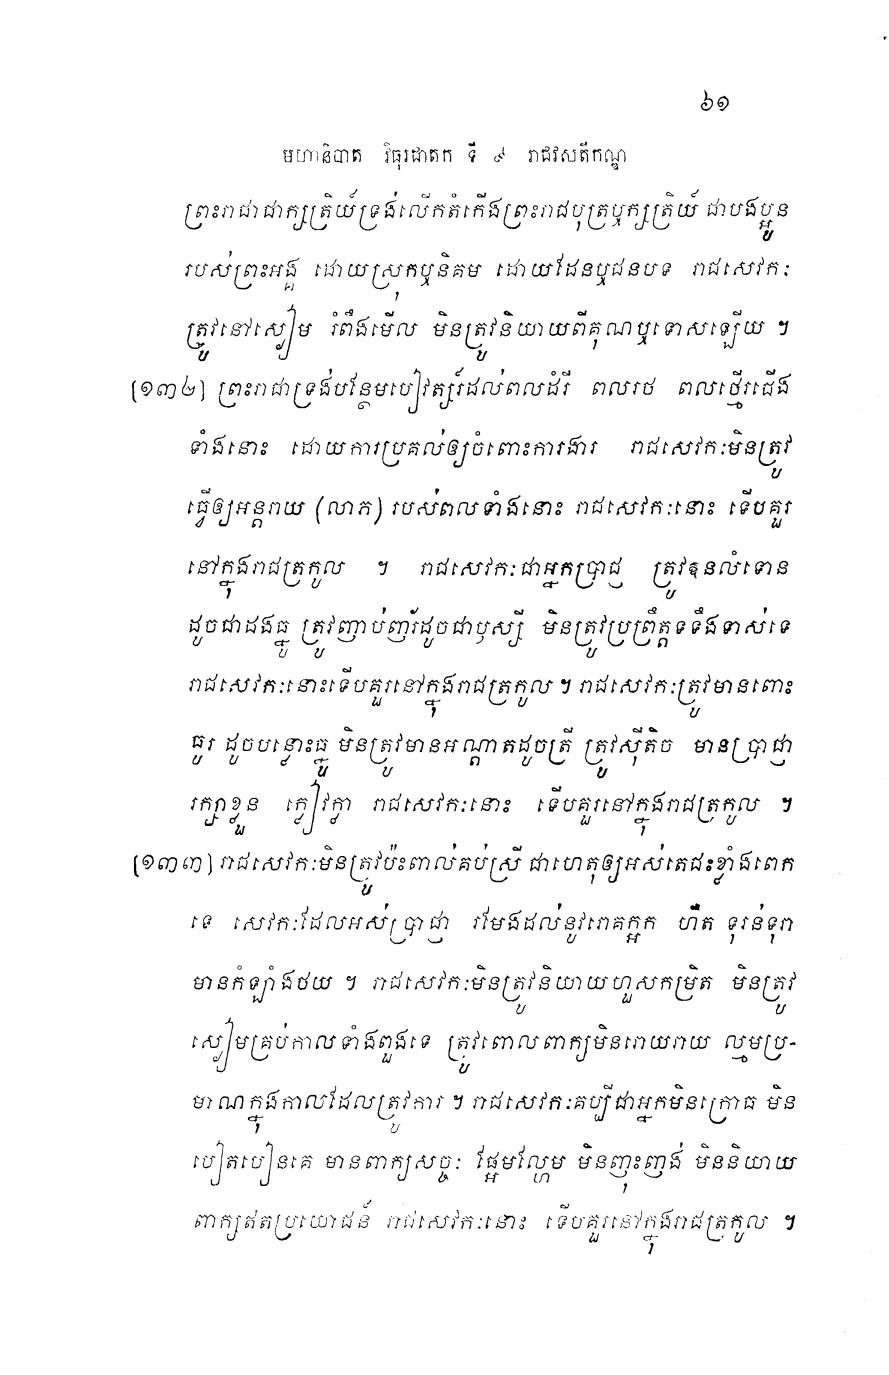 ៦១
មហានិបាត វិធុរជាតក ទី ៩ រាជវសតីកណ្ឌ
ព្រះរាជាជាក្សត្រិយ៍ទ្រង់លើកតំកើងព្រះរាជបុត្រឬក្សត្រិយ៍ ជាបងប្អូន
របស់ព្រះអង្គ ដោយស្រុកឬនិគម ដោយដែនឬជនបទ រាជសេវកៈ
ត្រូវនៅស្ងៀម រំពឹងមើល មិនត្រូវនិយាយពីគុណឬទោសឡើយ ។
[១៣២] ព្រះរាជាទ្រង់បន្ថែមបៀវត្សរ៍ដល់ពលដំរី ពលរថ ពលថ្មើរជើង
ទាំងនោះ ដោយការប្រគល់ឲ្យចំពោះការងារ រាជសេវកៈមិនត្រូវ
ធ្វើឲ្យអន្តរាយ (លាភ) របស់ពលទាំងនោះ រាជសេវកៈនោះ ទើបគួរ
នៅក្នុងរាជត្រកូល ។ រាជសេវកៈជាអ្នកប្រាជ្ញ ត្រូវឱនលំទោន
ដូចជាដងធ្នូ ត្រូវញាប់ញ័រដូចជាឫស្សី មិនត្រូវប្រព្រឹត្តទទឹងទាស់ទេ
រាជសេវកៈនោះទើបគួរនៅក្នុងរាជត្រកូល ។ រាជសេវកៈត្រូវមានពោះ
ធូរ ដូចបន្ទោះធ្នូ មិនត្រូវមានអណ្តាតដូចត្រី ត្រូវស៊ីតិច មានប្រាជ្ញា
រក្សាខ្លួន ក្លៀវក្លា រាជសេវកៈនោះ ទើបគួរនៅក្នុងរាជត្រកូល ។
[១៣៣] រាជសេវកៈមិនត្រូវប៉ះពាល់គប់ស្រី ជាហេតុឲ្យអស់តេជះខ្លាំងពេក
ទេ សេវកៈដែលអស់ប្រាជ្ញា រមែងដល់នូវរោគក្អក ហឺត ទុរន់ទុរា
មានកំឡាំងថយ ។ រាជសេវកៈមិនត្រូវនិយាយហួសកម្រិត មិនត្រូវ
ស្ងៀមគ្រប់កាលទាំងពួងទេ ត្រូវពោលពាក្យមិនរោយរាយ ល្មមប្រ-
មាណក្នុងកាលដែលត្រូវការ ។ រាជសេវកៈគប្បីជាអ្នកមិនក្រោធ មិន
បៀតបៀនគេ មានពាក្យសច្ចៈ ផ្អែមល្ហែម មិនញុះញង់ មិននិយាយ
ពាក្យឥតប្រយោជន៍ រាជសេវកៈនោះ ទើបគួរនៅក្នុងរាជត្រកូល ។